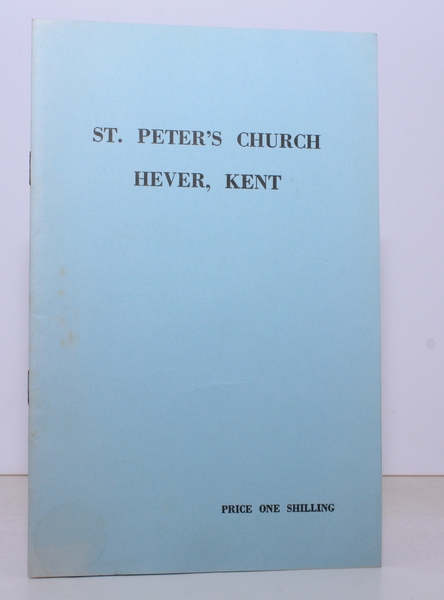 ST. PETER'S CHURCH
HEVER, KENT
PRICE ONE SHILLING